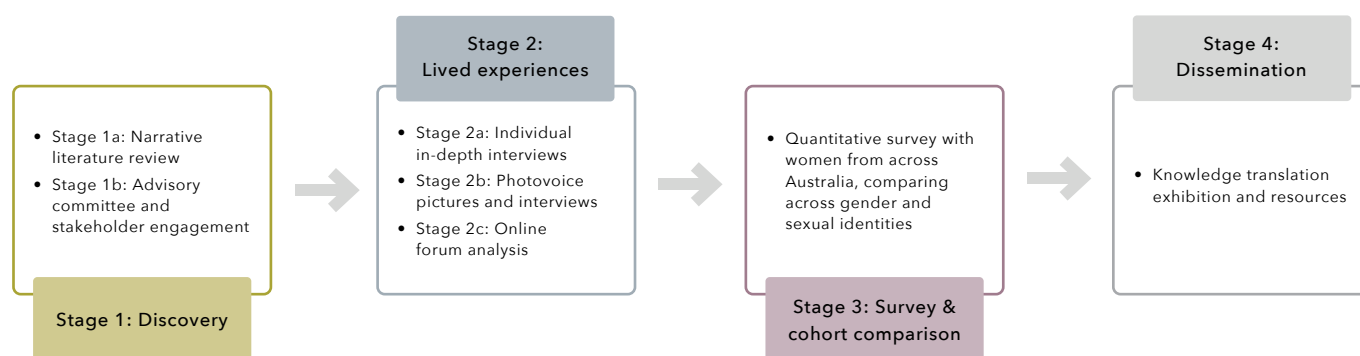 • Stage 1a: Narrative
literature review
• Stage 1b: Advisory
committee and
stakeholder engagement
Stage 1: Discovery
Stage 2:
Lived experiences
• Stage 2a: Individual
in-depth interviews
• Stage 2b: Photovoice
pictures and interviews
• Stage 2c: Online
forum analysis
• Quantitative survey with
women from across
Australia, comparing
across gender and
sexual identities
Stage 3: Survey &
cohort comparison
Stage 4:
Dissemination
• Knowledge translation
exhibition and resources